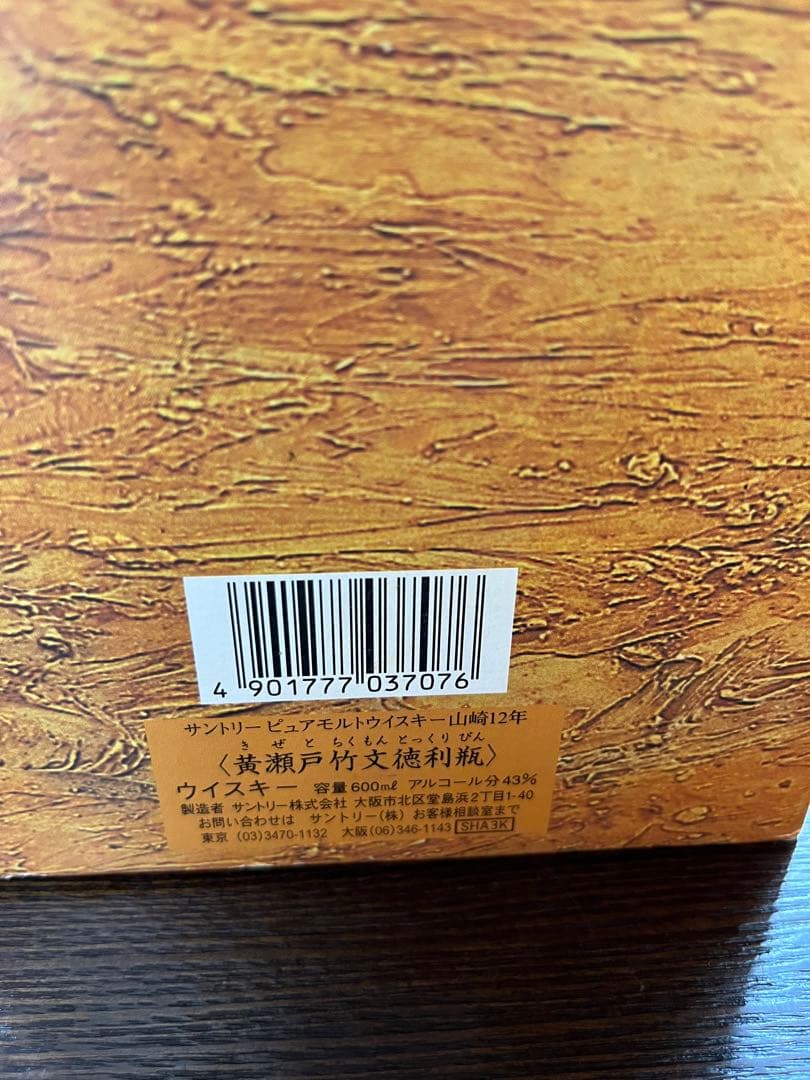 4 901777 037076
サントリーピュアモルトウイスキー山崎12年
きぜと ちくもん とっくり びん
〈黄瀬戸竹文徳利瓶〉
ウイスキー 容量600ml アルコール分43%
製造者 サントリー株式会社 大阪市北区堂島浜2丁目1-40
お問い合わせは サントリー(株) お客様相談室まで
東京 (03)3470-1132 大阪(06)346-1143 SHA3K